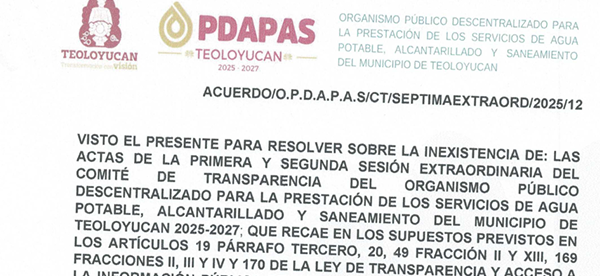 TEOLOYUCAN
PDAPAS
TEOLOYUCAN
2025 - 2027
ORGANISMO PÚBLICO DESCENTRALIZADO PARA
LA PRESTACIÓN DE LOS SERVICIOS DE AGUA
POTABLE, ALCANTARILLADO Y SANEAMIENTO
DEL MUNICIPIO DE TEOLOYUCAN
ACUERDO/O.P.D.A.P.A.S/CT/SEPTIMAEXTRAORD/2025/12
VISTO EL PRESENTE PARA RESOLVER SOBRE LA INEXISTENCIA DE: LAS
ACTAS DE LA PRIMERA Y SEGUNDA SESIÓN EXTRAORDINARIA DEL
COMITÉ DE TRANSPARENCIA DEL ORGANISMO PÚBLICO
DESCENTRALIZADO PARA LA PRESTACIÓN DE LOS SERVICIOS DE AGUA
POTABLE, ALCANTARILLADO Y SANEAMIENTO DEL MUNICIPIO DE
TEOLOYUCAN 2025-2027; QUE RECAE EN LOS SUPUESTOS PREVISTOS EN
LOS ARTÍCULOS 19 PÁRRAFO TERCERO, 20, 49 FRACCIÓN II Y XIII, 169
FRACCIONES II, III Y IV Y 170 DE LA LEY DE TRANSPARENCIA Y ACCESO A